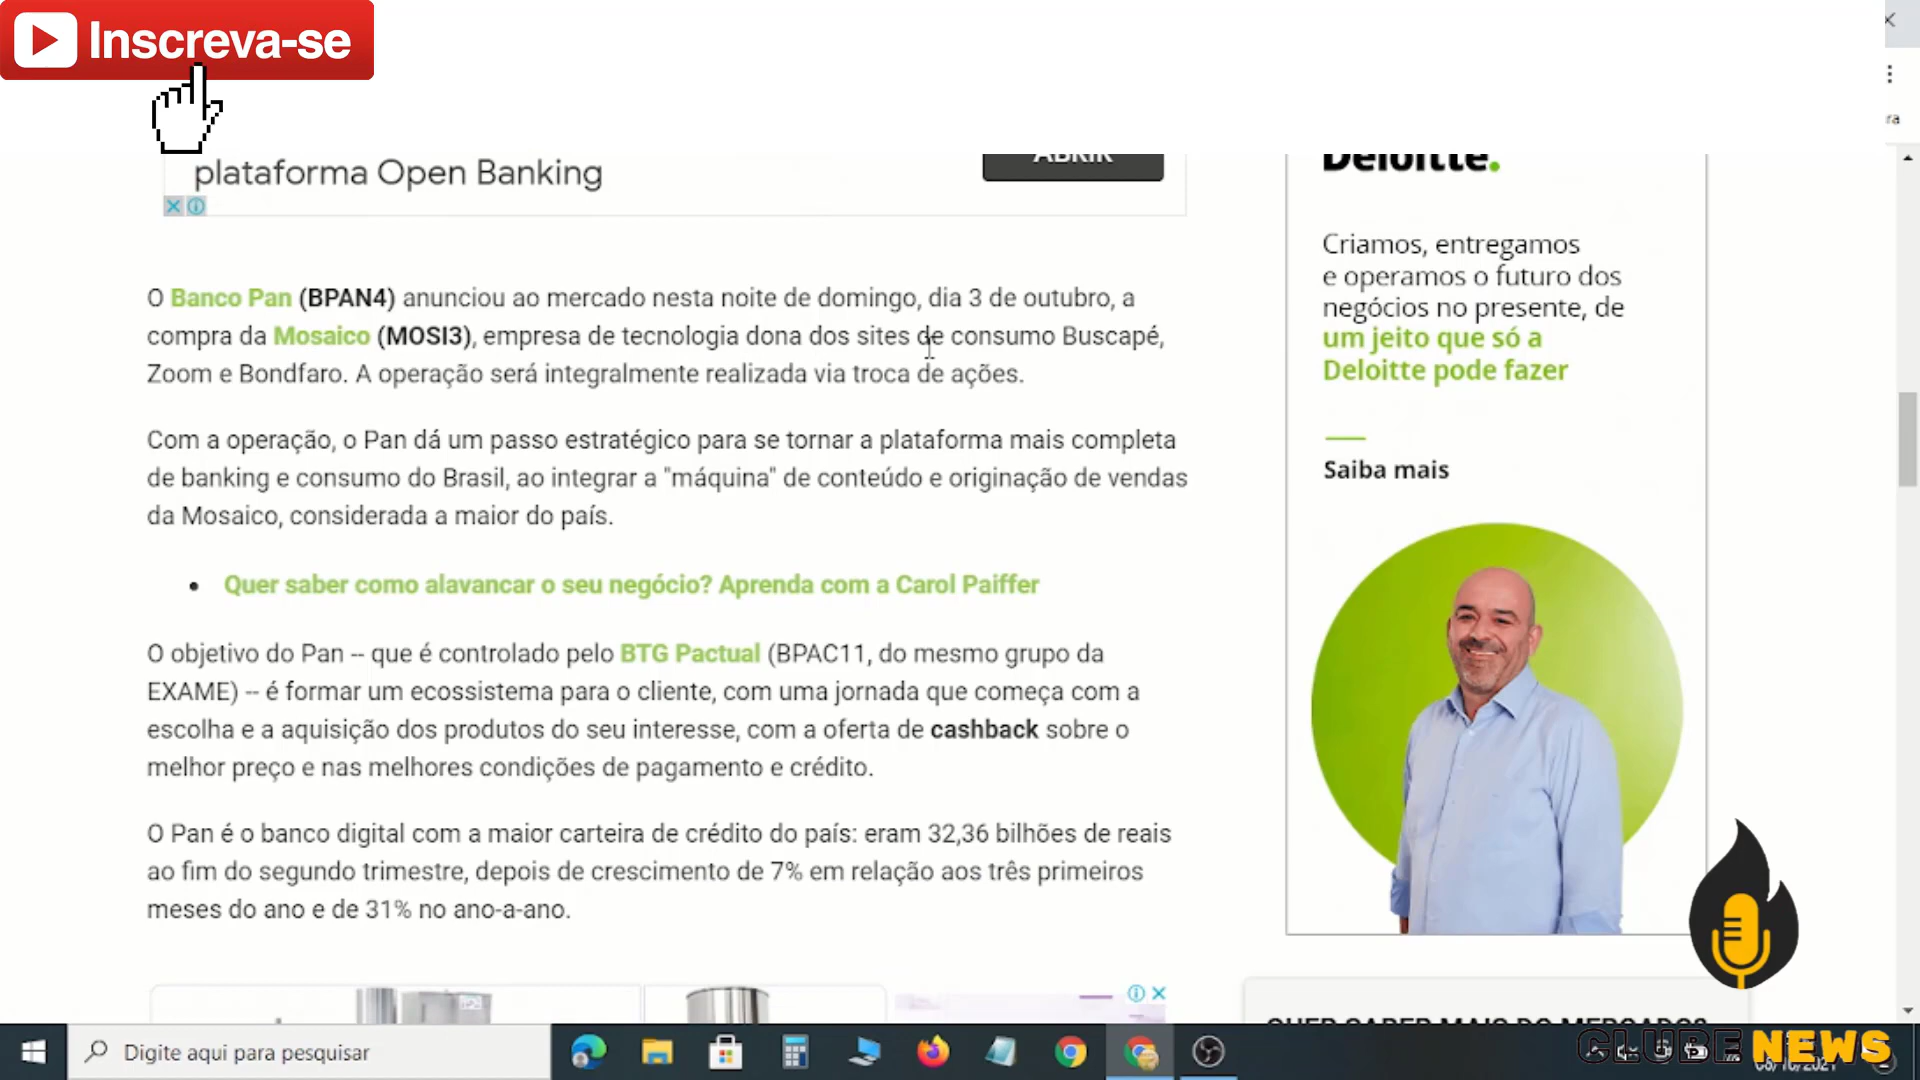 Inscreva-se
plataforma Open Banking
ABRIR
Deloitte.
Criamos, entregamos
e operamos o futuro dos
negócios no presente, de
um jeito que só a
Deloitte pode fazer
Saiba mais
O Banco Pan (BPAN4) anunciou ao mercado nesta noite de domingo, dia 3 de outubro, a
compra da Mosaico (MOSI3), empresa de tecnologia dona dos sites de consumo Buscapé,
Zoom e Bondfaro. A operação será integralmente realizada via troca de ações.
Com a operação, o Pan dá um passo estratégico para se tornar a plataforma mais completa
de banking e consumo do Brasil, ao integrar a "máquina" de conteúdo e originação de vendas
da Mosaico, considerada a maior do país.
• Quer saber como alavancar o seu negócio? Aprenda com a Carol Paiffer
O objetivo do Pan -- que é controlado pelo BTG Pactual (BPAC11, do mesmo grupo da
EXAME) -- é formar um ecossistema para o cliente, com uma jornada que começa com a
escolha e a aquisição dos produtos do seu interesse, com a oferta de cashback sobre o
melhor preço e nas melhores condições de pagamento e crédito.
O Pan é o banco digital com a maior carteira de crédito do país: eram 32,36 bilhões de reais
ao fim do segundo trimestre, depois de crescimento de 7% em relação aos três primeiros
meses do ano e de 31% no ano-a-ano.
QUER SABER MAIS DO MERCADO?
Digite aqui para pesquisar
CLUBE NEWS